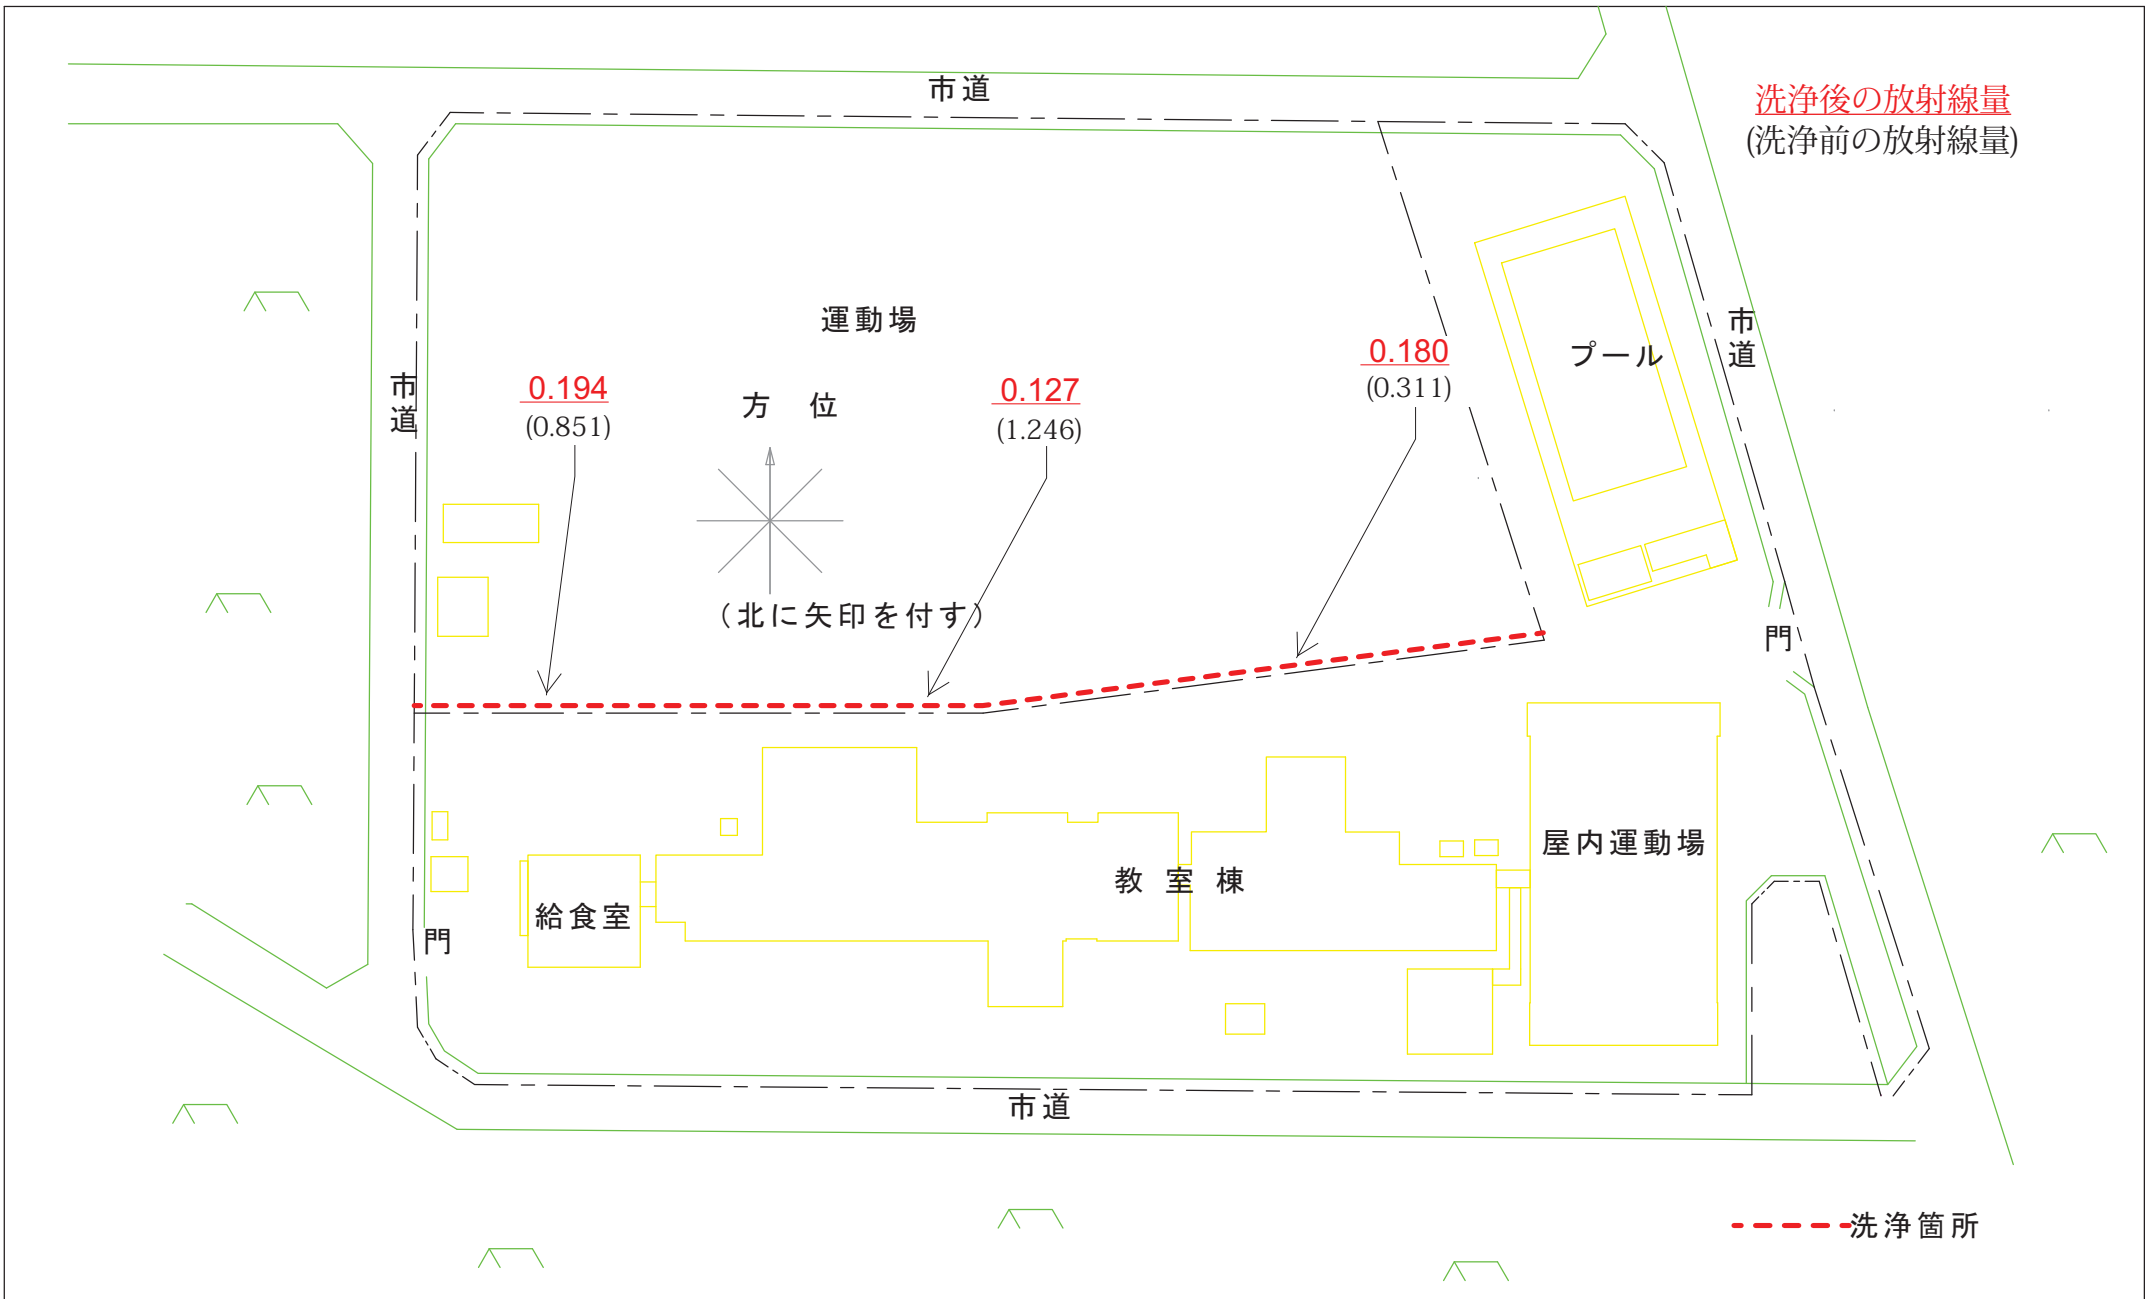 市道
洗浄後の放射線量
(洗浄前の放射線量)
運動場
市道
プール
0.180
(0.311)
市道
0.194
(0.851)
0.127
(1.246)
方 位
(北に矢印を付す)
門
屋内運動場
教室棟
給食室
門
市道
洗浄箇所